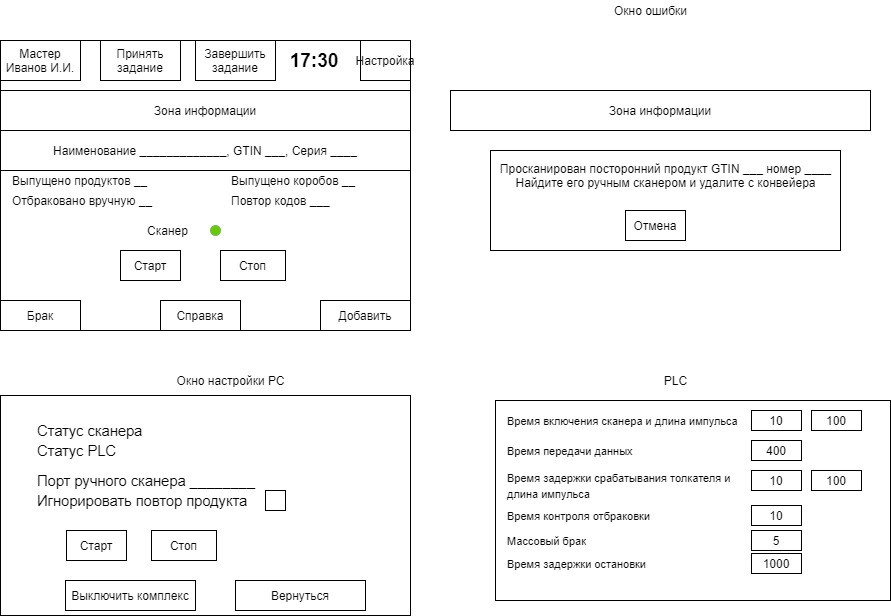 Окно ошибки
Мастер
Иванов И.И.
Принять
задание
Завершить
задание
17:30
Настройка
Зона информации
Наименование _____________, GTIN ___, Серия ____
Выпущено продуктов __
Выпущено коробов __
Отбраковано вручную __
Повтор кодов ___
Сканер
Старт
Стоп
Брак
Справка
Добавить
Зона информации
Просканирован посторонний продукт GTIN ___ номер ____
Найдите его ручным сканером и удалите с конвейера
Отмена
Окно настройки PC
Статус сканера
Статус PLC
Порт ручного сканера ________
Игнорировать повтор продукта
Старт
Стоп
Выключить комплекс
Вернуться
PLC
Время включения сканера и длина импульса 10 100
Время передачи данных 400
Время задержки срабатывания толкателя и
длина импульса 10 100
Время контроля отбраковки 10
Массовый брак 5
Время задержки остановки 1000